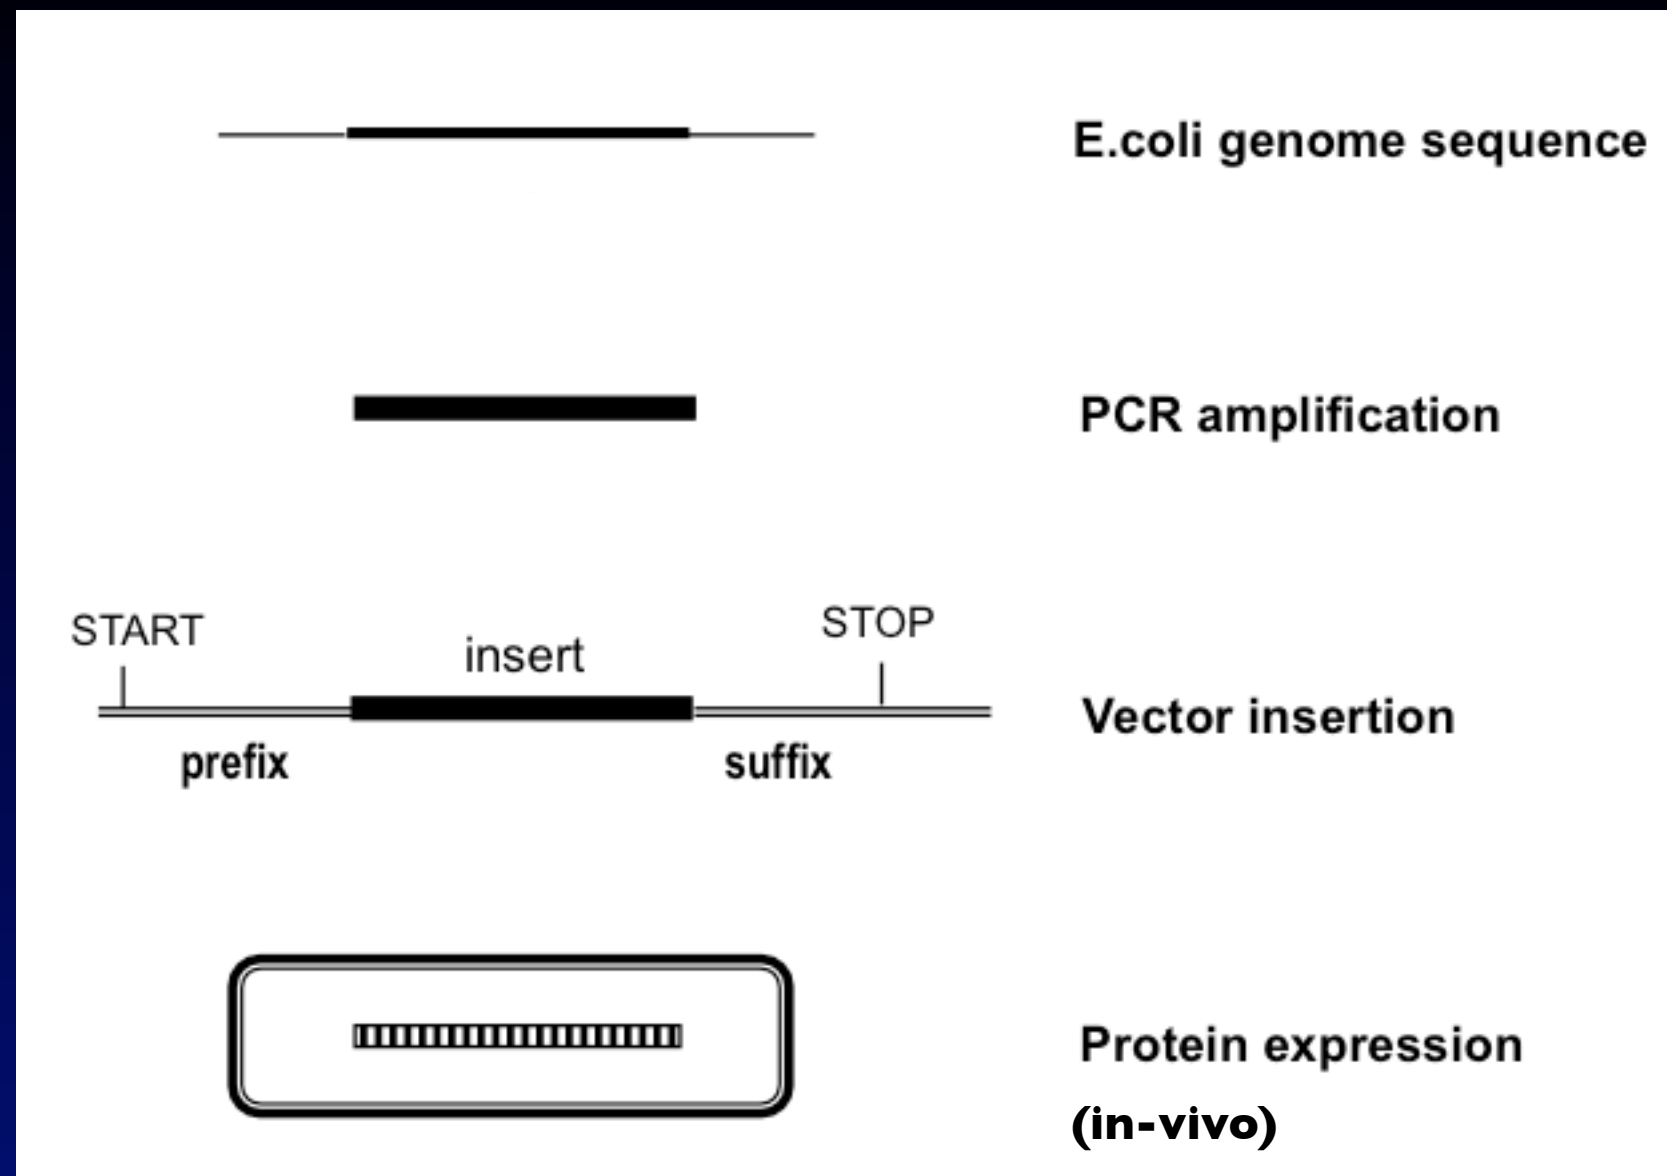 E.coli genome sequence
PCR amplification
START
insert
STOP
Vector insertion
prefix
suffix
Protein expression
(in-vivo)